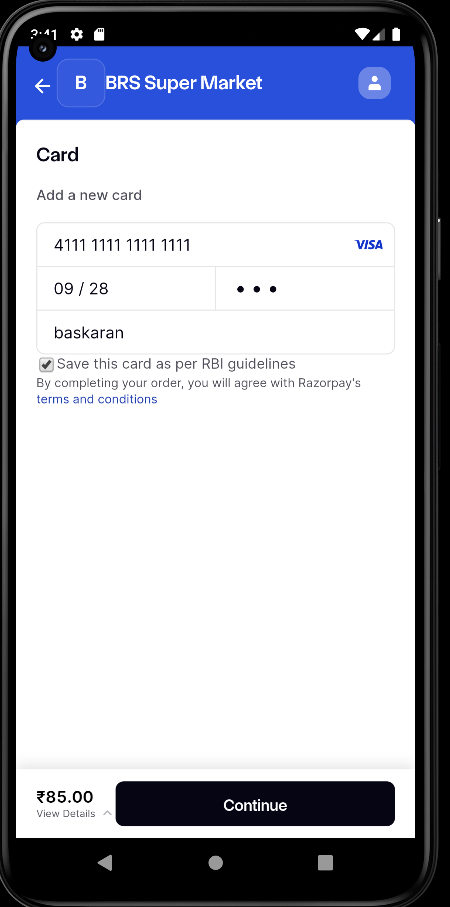 3:41
B BRS Super Market
Card
Add a new card
4111 1111 1111 1111 VISA
09 / 28 •••
baskaran
Save this card as per RBI guidelines
By completing your order, you will agree with Razorpay's
terms and conditions
₹85.00
View Details
Continue